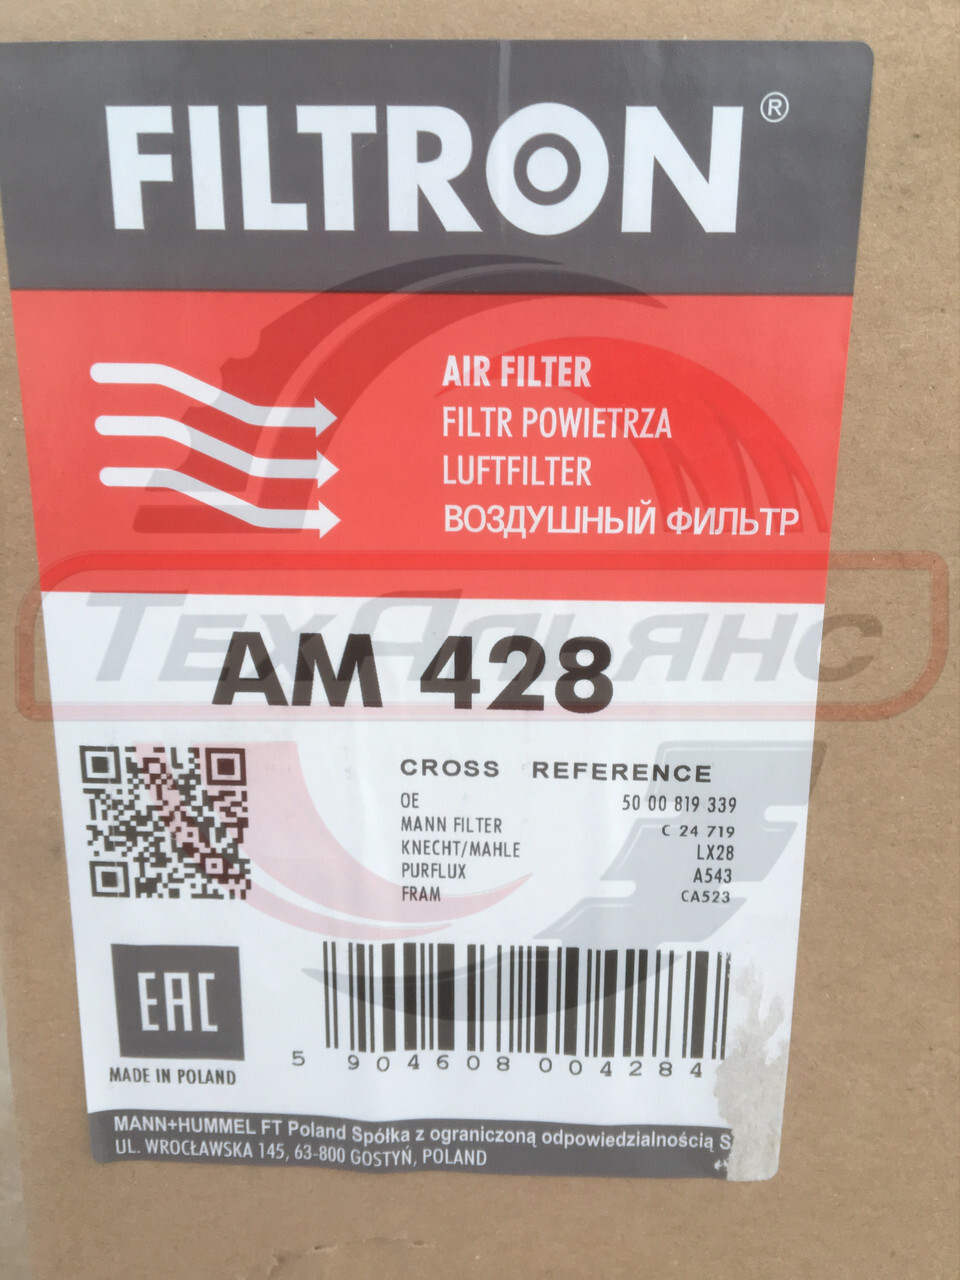 FILTRON®
AIR FILTER
FILTR POWIETRZA
LUFTFILTER
ВОЗДУШНЫЙ ФИЛЬТР
ТехАльянс
AM 428
CROSS REFERENCE
OE 50 00 819 339
MANN FILTER C 24 719
KNECHT/MAHLE LX28
PURFLUX A543
FRAM CA523
EAC
MADE IN POLAND
5 904608 004284
MANN+HUMMEL FT Poland Spółka z ograniczoną odpowiedzialnością S
UL. WROCŁAWSKA 145, 63-800 GOSTYŃ, POLAND